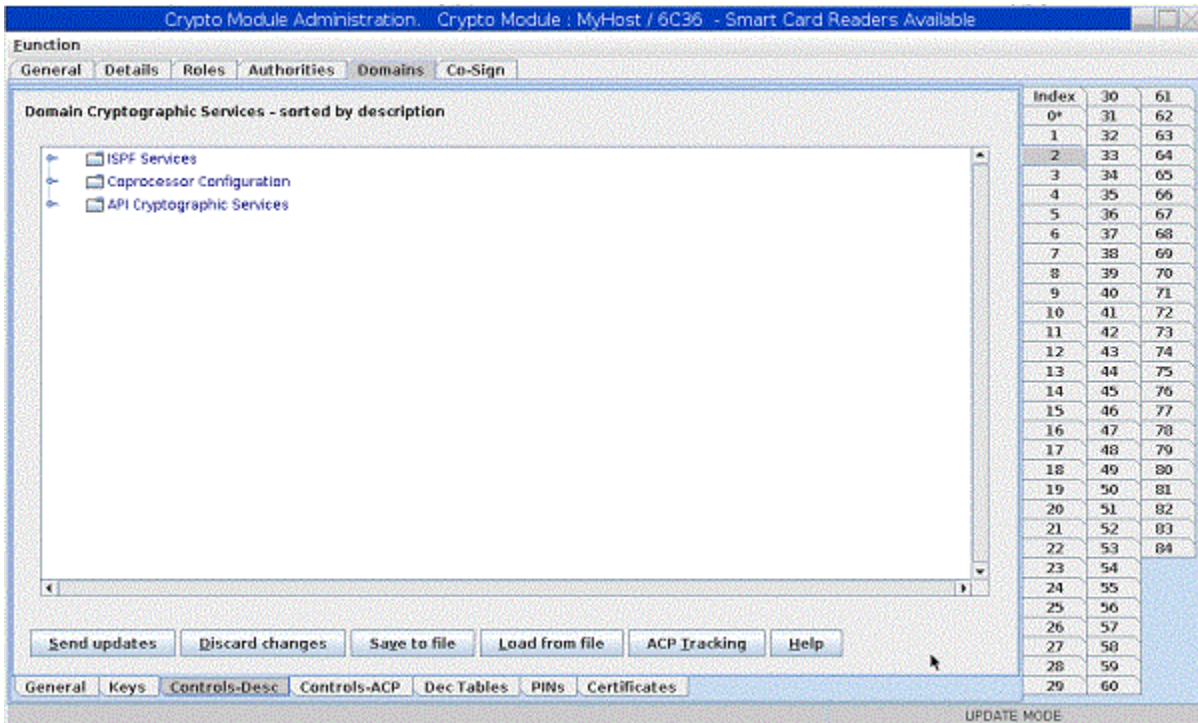 Crypto Module Administration. Crypto Module : MyHost / 6C36 - Smart Card Readers Available
Function
General Details Roles Authorities Domains Co-Sign
Domain Cryptographic Services - sorted by description
ISPF Services
Coprocessor Configuration
API Cryptographic Services
Index 30 61
0* 31 62
1 32 63
2 33 64
3 34 65
4 35 66
5 36 67
6 37 68
7 38 69
8 39 70
9 40 71
10 41 72
11 42 73
12 43 74
13 44 75
14 45 76
15 46 77
16 47 78
17 48 79
18 49 80
19 50 81
20 51 82
21 52 83
22 53 84
23 54
24 55
25 56
26 57
27 58
28 59
29 60
Send updates Discard changes Save to file Load from file ACP Tracking Help
General Keys Controls-Desc Controls-ACP Dec Tables PINs Certificates
UPDATE MODE